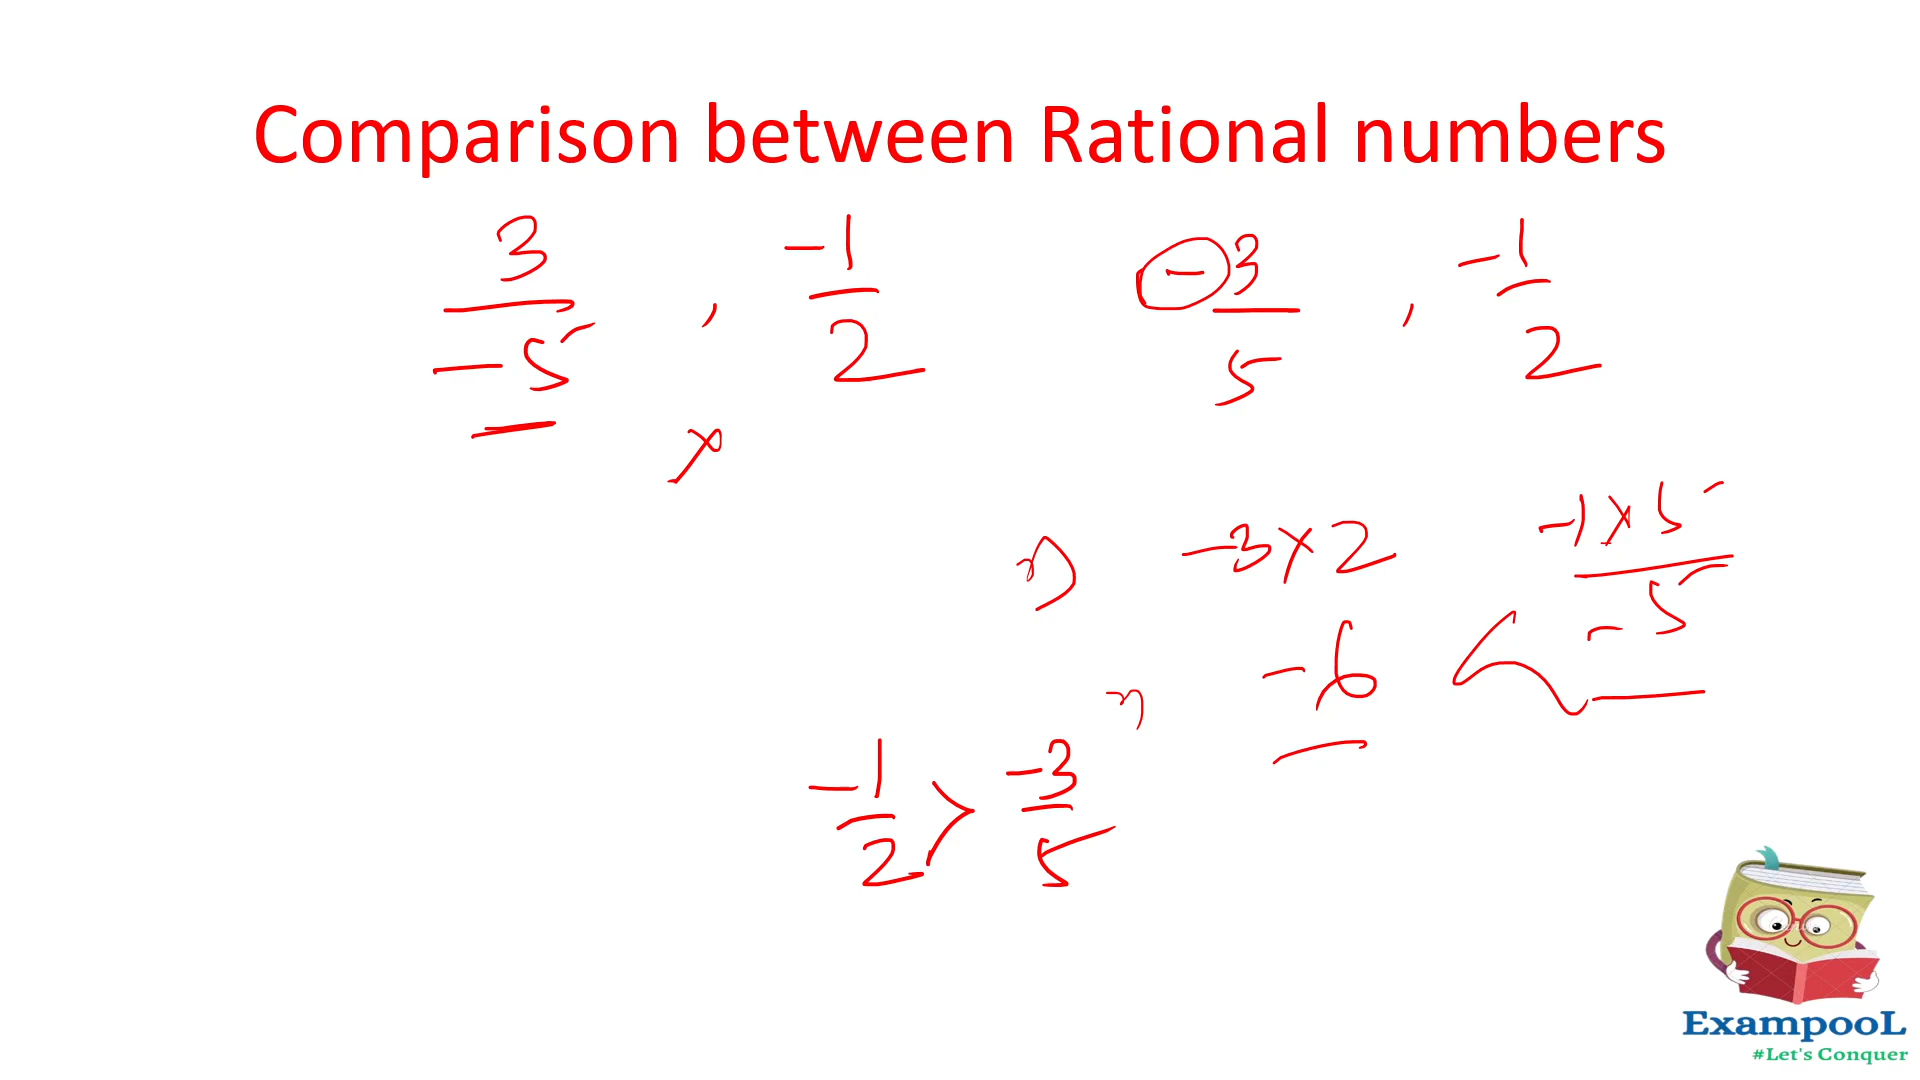 Comparison between Rational numbers
3/-5 , -1/2
-3/5 , -1/2
-3×2
-1×5
-5
-6
-1/2 > -3/5
ExampooL
#Let's Conquer